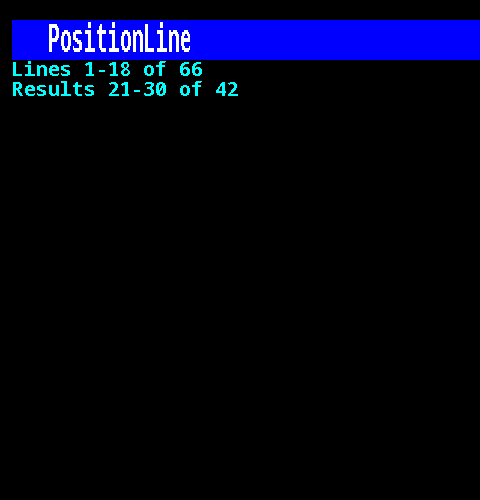 PositionLine
Lines 1-18 of 66
Results 21-30 of 42